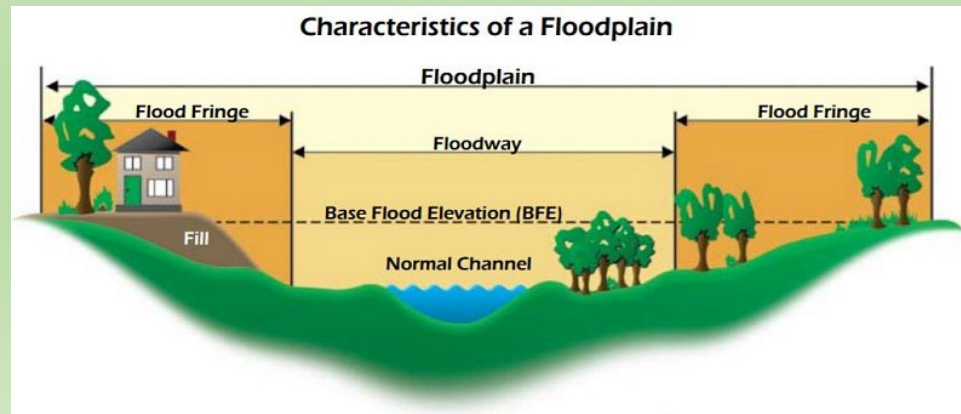 Characteristics of a Floodplain
Floodplain
Flood Fringe
Flood Fringe
Floodway
Base Flood Elevation (BFE)
Fill
Normal Channel